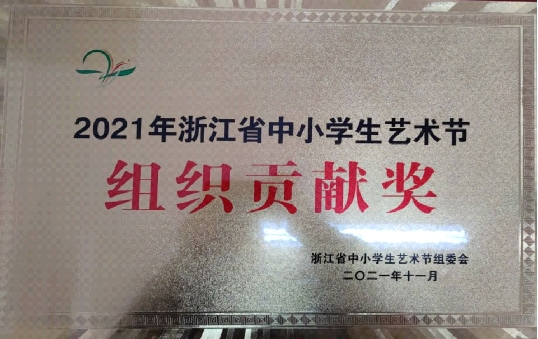 2021年浙江省中小学生艺术节
组织贡献奖
浙江省中小学生艺术节组委会
二〇二一年十一月